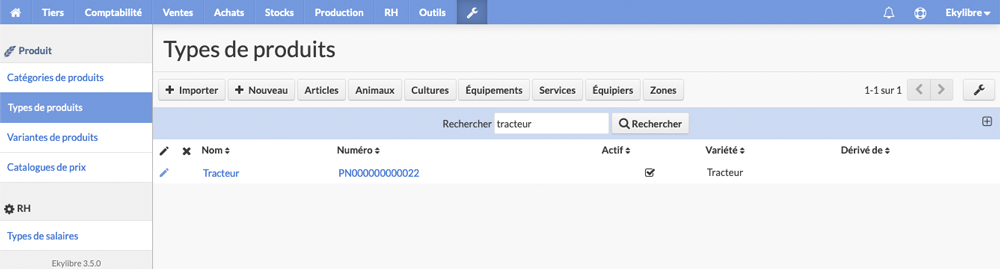 Tiers Comptabilité Ventes Achats Stocks Production RH Outils Ekylibre
Produit
Catégories de produits
Types de produits
Variantes de produits
Catalogues de prix
RH
Types de salaires
Ekylibre 3.5.0
Types de produits
Importer Nouveau Articles Animaux Cultures Équipements Services Équipiers Zones 1-1 sur 1
Rechercher tracteur Rechercher
Nom Numéro Actif Variété Dérivé de
Tracteur PN000000000022 Tracteur